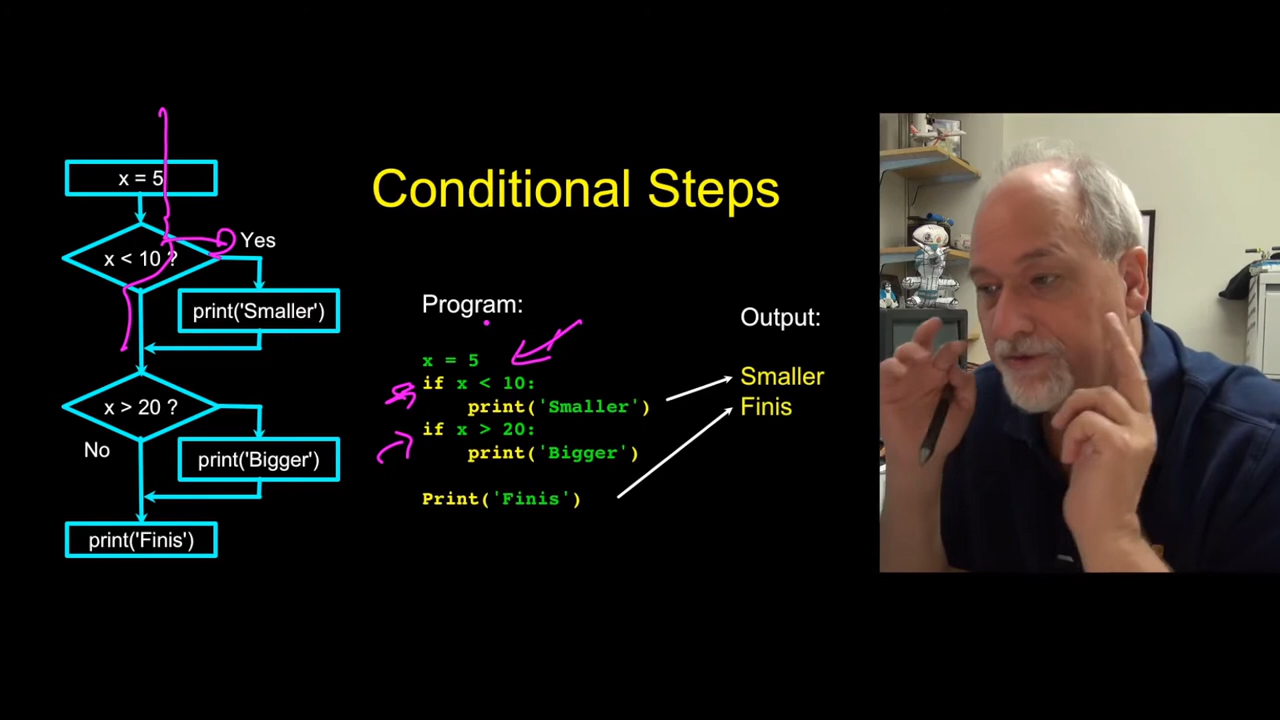 Conditional Steps
x = 5
x < 10 ?
Yes
print('Smaller')
x > 20 ?
No
print('Bigger')
print('Finis')
Program:
x = 5
if x < 10:
    print('Smaller')
if x > 20:
    print('Bigger')
Print('Finis')
Output:
Smaller
Finis